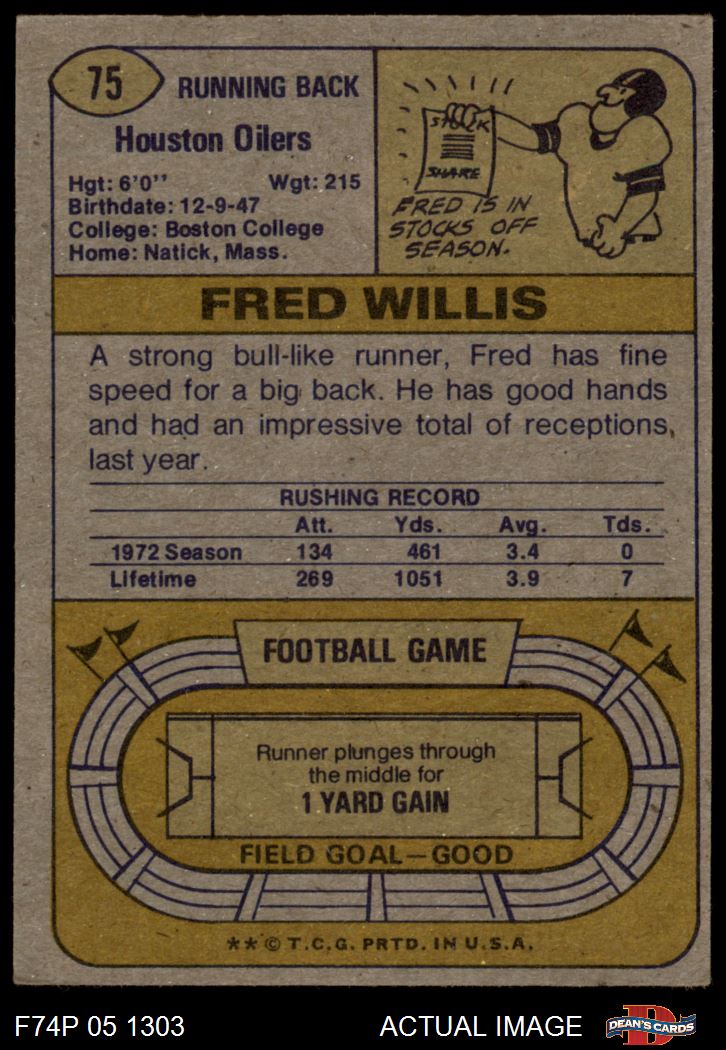 75
RUNNING BACK
Houston Oilers
Hgt: 6'0'' Wgt: 215
Birthdate: 12-9-47
College: Boston College
Home: Natick, Mass.
STOCK
SHARE
FRED IS IN
STOCKS OFF
SEASON.
FRED WILLIS
A strong bull-like runner, Fred has fine
speed for a big back. He has good hands
and had an impressive total of receptions,
last year.
RUSHING RECORD
Att. Yds. Avg. Tds.
1972 Season 134 461 3.4 0
Lifetime 269 1051 3.9 7
FOOTBALL GAME
Runner plunges through
the middle for
1 YARD GAIN
FIELD GOAL—GOOD
**© T.C.G. PRTD. IN U.S.A.
F74P 05 1303 ACTUAL IMAGE
D
DEAN'S CARDS